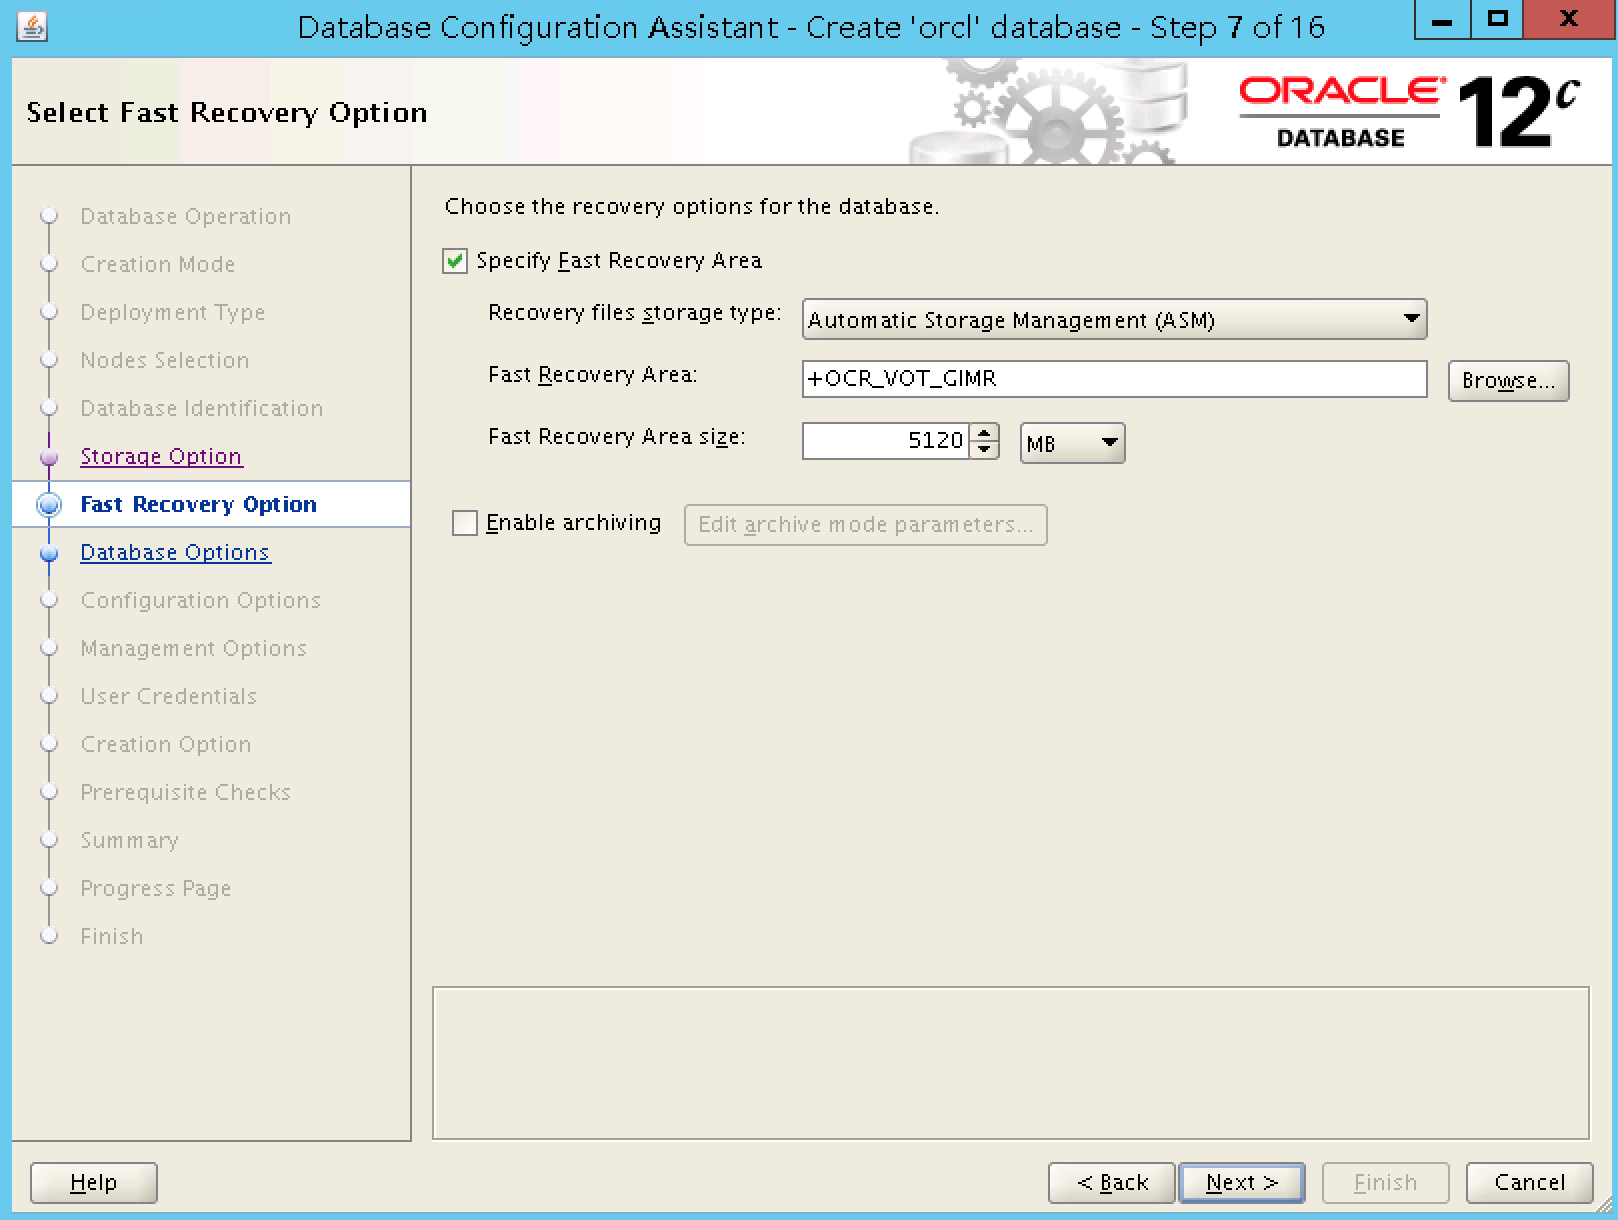 Database Configuration Assistant - Create 'orcl' database - Step 7 of 16
Select Fast Recovery Option
ORACLE
DATABASE
12c
Database Operation
Creation Mode
Deployment Type
Nodes Selection
Database Identification
Storage Option
Fast Recovery Option
Database Options
Configuration Options
Management Options
User Credentials
Creation Option
Prerequisite Checks
Summary
Progress Page
Finish
Choose the recovery options for the database.
Specify Fast Recovery Area
Recovery files storage type: Automatic Storage Management (ASM)
Fast Recovery Area: +OCR_VOT_GIMR Browse...
Fast Recovery Area size: 5120 MB
Enable archiving Edit archive mode parameters...
Help < Back Next > Finish Cancel